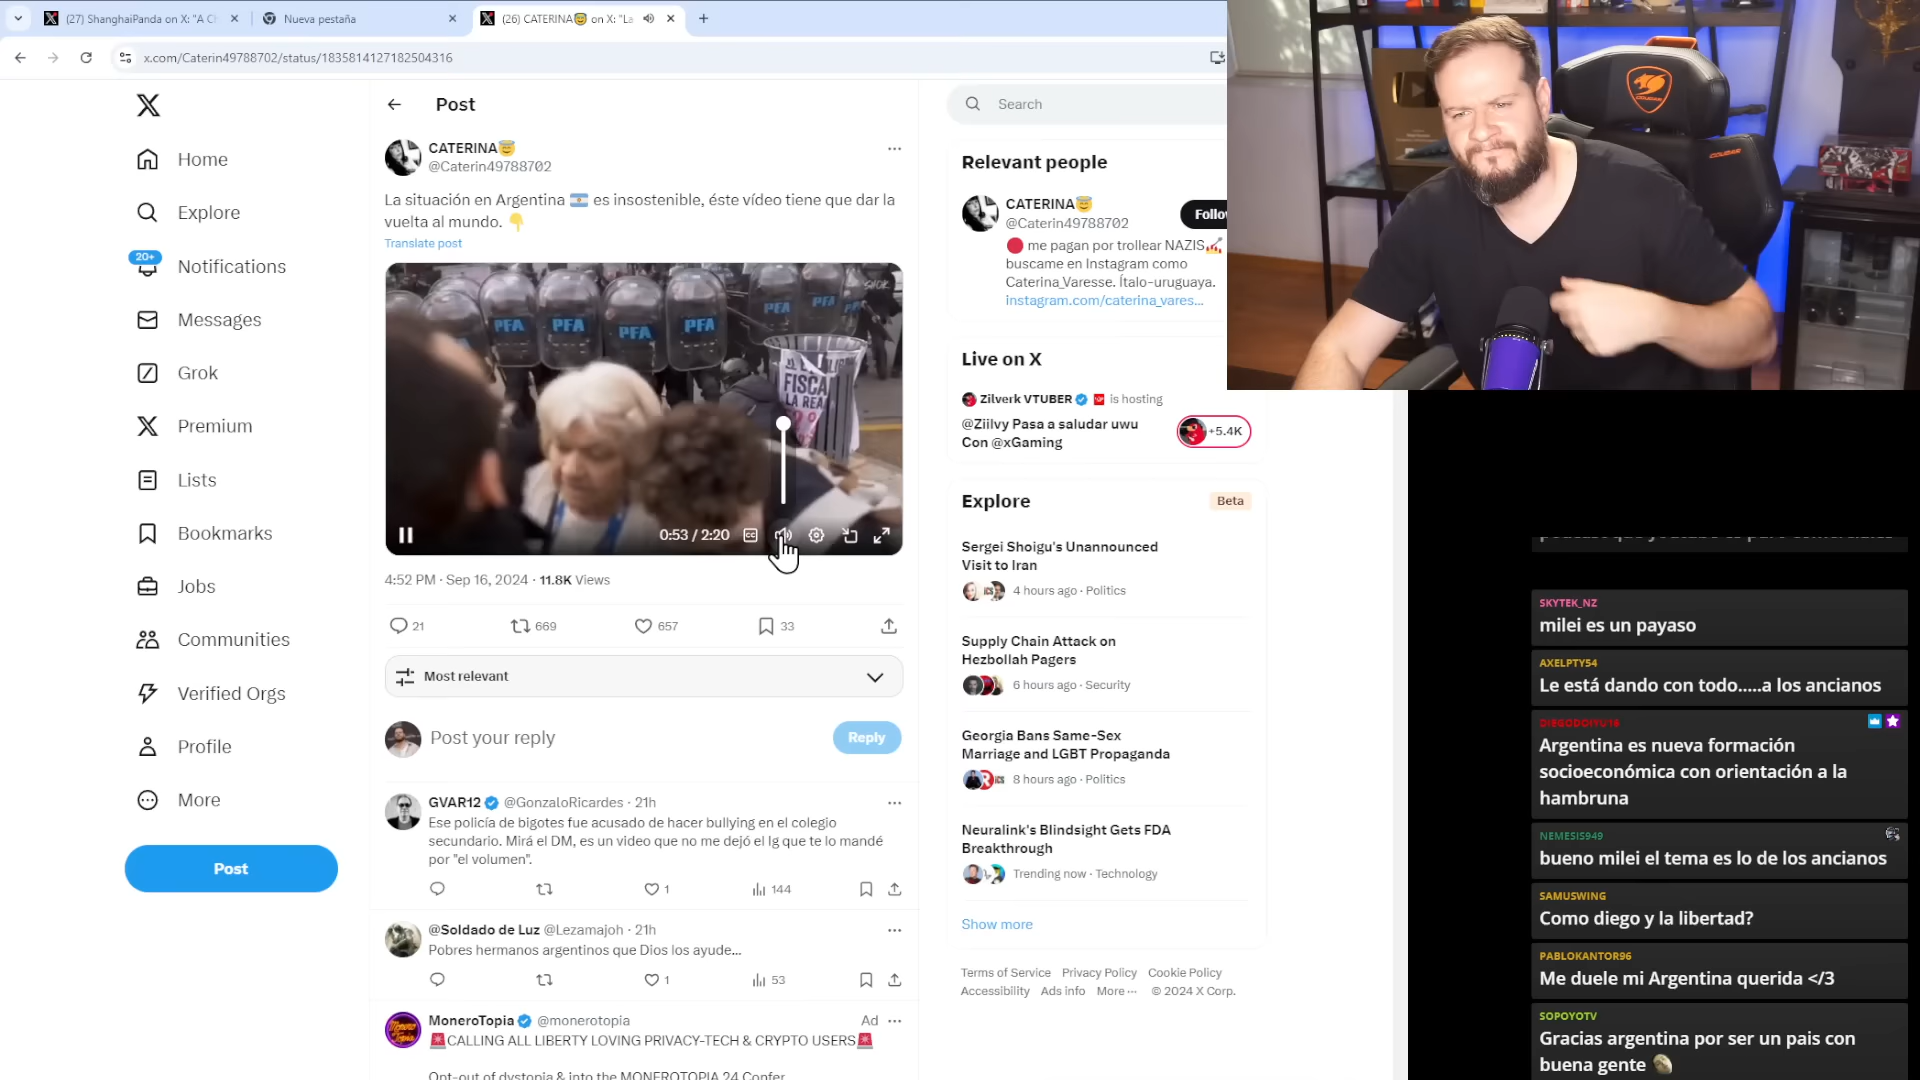 (27) ShanghaiPanda on X: "A Ch
Nueva pestaña
(26) CATERINA😇 on X: "La
x.com/Caterin49788702/status/1835814127182504316
Home
Explore
20+
Notifications
Messages
Grok
Premium
Lists
Bookmarks
Jobs
Communities
Verified Orgs
Profile
More
Post
Post
CATERINA😇
@Caterin49788702
La situación en Argentina 🇦🇷 es insostenible, éste vídeo tiene que dar la
vuelta al mundo. 👇
Translate post
PFA
PFA
PFA
PFA
PFA
PFA
FISCA
LA REA
0:53 / 2:20
4:52 PM · Sep 16, 2024 · 11.8K Views
21
669
657
33
Most relevant
Post your reply
Reply
GVAR12 @GonzaloRicardes · 21h
Ese policía de bigotes fue acusado de hacer bullying en el colegio
secundario. Mirá el DM, es un video que no me dejó el Ig que te lo mandé
por "el volumen".
1
144
@Soldado de Luz @Lezamajoh · 21h
Pobres hermanos argentinos que Dios los ayude...
1
53
MoneroTopia @monerotopia
Ad
🚨CALLING ALL LIBERTY LOVING PRIVACY-TECH & CRYPTO USERS🚨
Opt-out of dystopia & into the MONEROTOPIA 24 Confer
Search
Relevant people
CATERINA😇
@Caterin49788702
Follow
🔴 me pagan por trollear NAZIS
buscame en Instagram como
Caterina_Varesse. Ítalo-uruguaya.
instagram.com/caterina_vares...
Live on X
Zilverk VTUBER is hosting
@Ziilvy Pasa a saludar uwu
Con @xGaming
+5.4K
Explore
Beta
Sergei Shoigu's Unannounced
Visit to Iran
4 hours ago · Politics
Supply Chain Attack on
Hezbollah Pagers
6 hours ago · Security
Georgia Bans Same-Sex
Marriage and LGBT Propaganda
8 hours ago · Politics
Neuralink's Blindsight Gets FDA
Breakthrough
Trending now · Technology
Show more
Terms of Service Privacy Policy Cookie Policy
Accessibility Ads info More ··· © 2024 X Corp.
COUGAR
COUGAR
SKYTEK_NZ
milei es un payaso
AXELPTY54
Le está dando con todo.....a los ancianos
Argentina es nueva formación
socioeconómica con orientación a la
hambruna
NEMESIS949
bueno milei el tema es lo de los ancianos
SAMUSWING
Como diego y la libertad?
PABLOKANTOR96
Me duele mi Argentina querida </3
SOPOYOTV
Gracias argentina por ser un pais con
buena gente